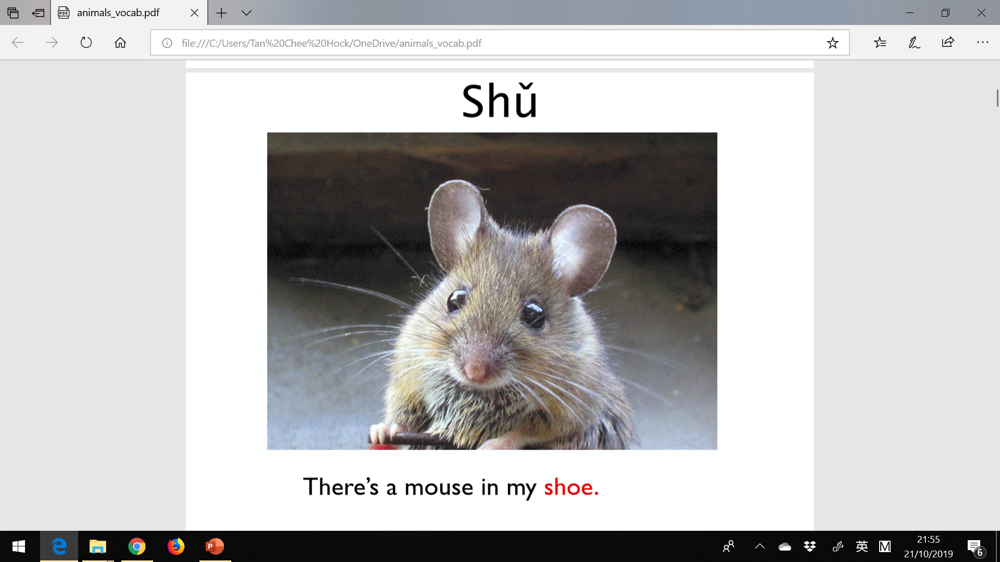 animals_vocab.pdf
file:///C:/Users/Tan%20Chee%20Hock/OneDrive/animals_vocab.pdf
Shǔ
There’s a mouse in my shoe.
英
21:55
21/10/2019
6